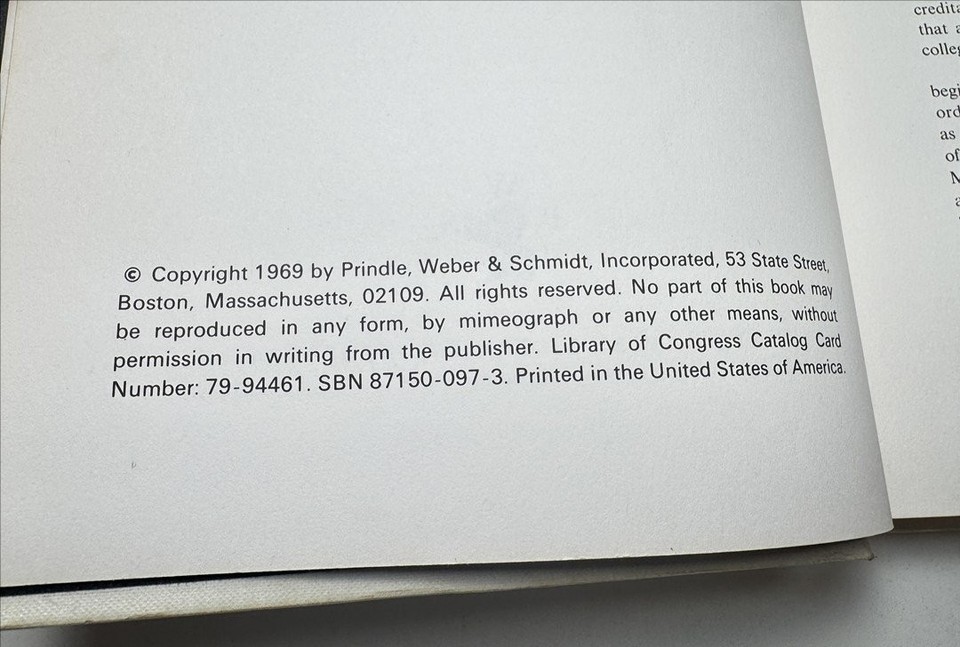 © Copyright 1969 by Prindle, Weber & Schmidt, Incorporated, 53 State Street,
Boston, Massachusetts, 02109. All rights reserved. No part of this book may
be reproduced in any form, by mimeograph or any other means, without
permission in writing from the publisher. Library of Congress Catalog Card
Number: 79-94461. SBN 87150-097-3. Printed in the United States of America.
that
as
of